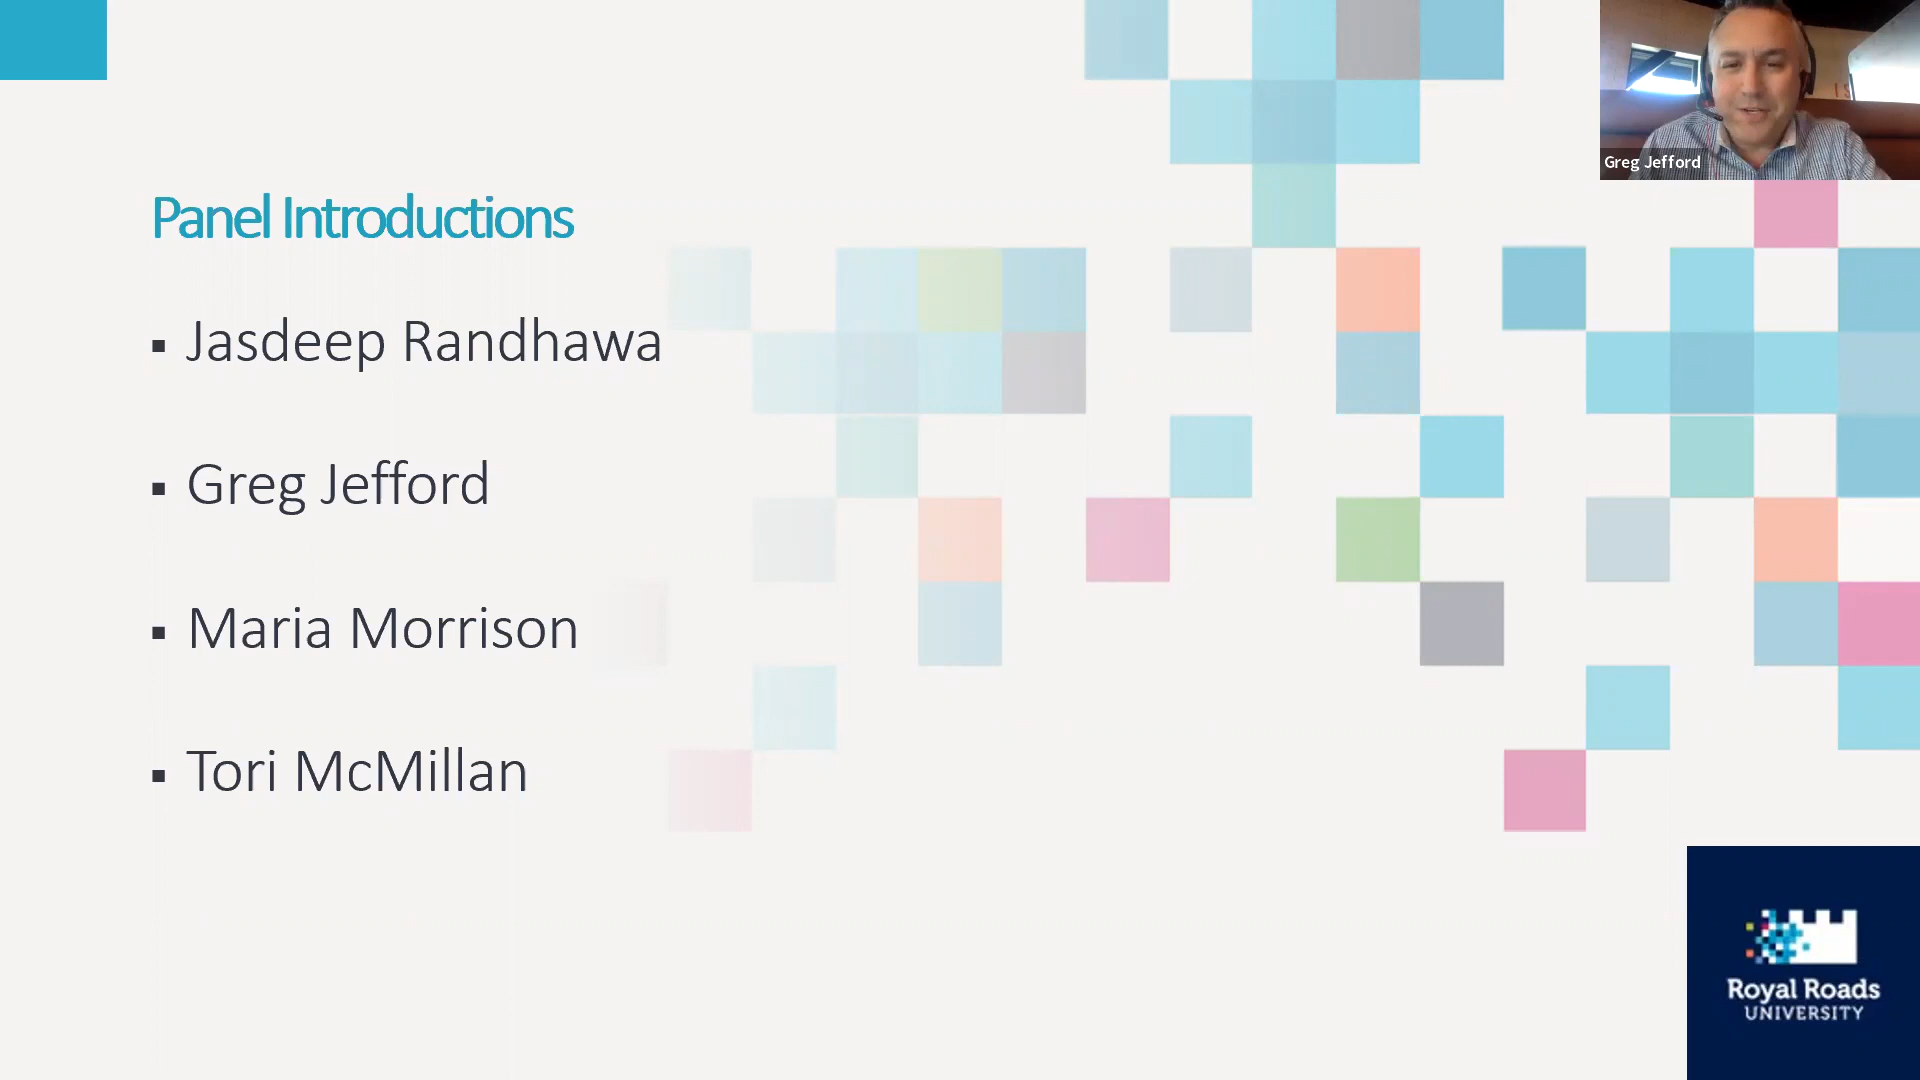 Panel Introductions
▪ Jasdeep Randhawa
▪ Greg Jefford
▪ Maria Morrison
▪ Tori McMillan
Greg Jefford
Royal Roads
UNIVERSITY